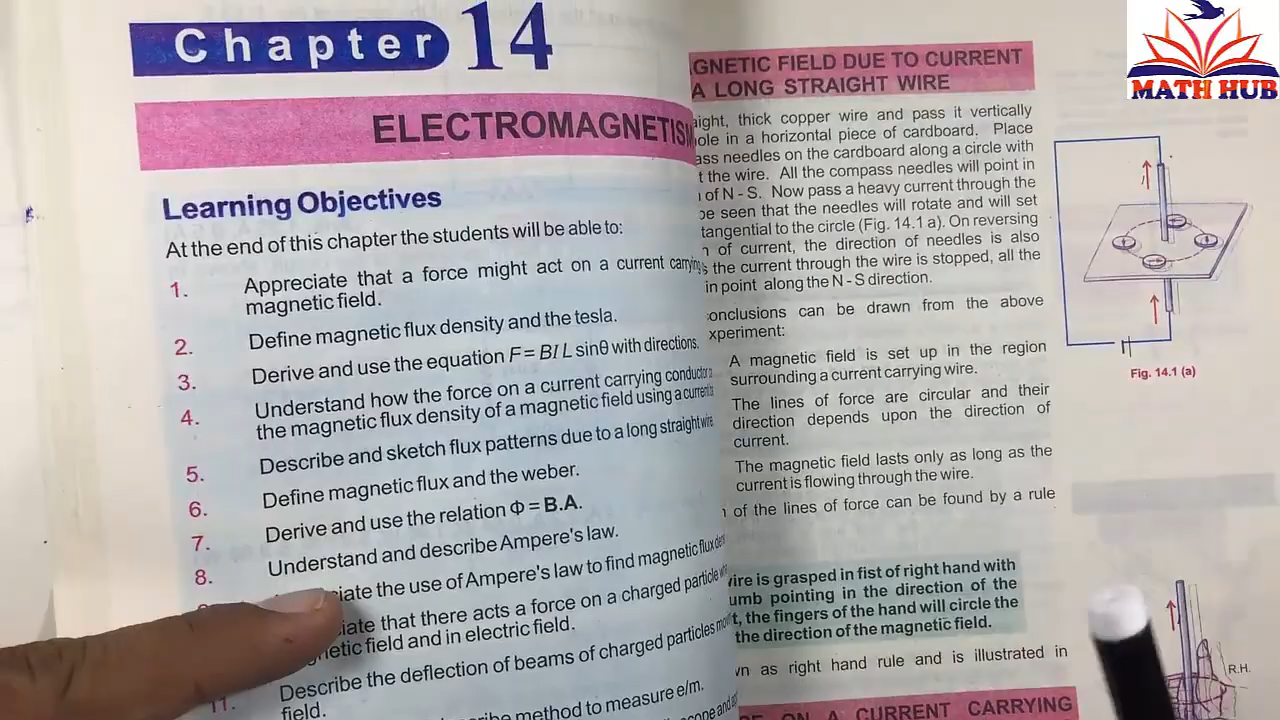 Chapter 14
ELECTROMAGNETISM
Learning Objectives
At the end of this chapter the students will be able to:
1. Appreciate that a force might act on a current carrying
magnetic field.
2. Define magnetic flux density and the tesla.
3. Derive and use the equation F = BIL sinθ with directions.
4. Understand how the force on a current carrying conductor
the magnetic flux density of a magnetic field using a current
5. Describe and sketch flux patterns due to a long straight wire
6. Define magnetic flux and the weber.
7. Derive and use the relation Φ = B.A.
8. Understand and describe Ampere's law.
ciate the use of Ampere's law to find magnetic flux
iate that there acts a force on a charged particle
netic field and in electric field.
11. Describe the deflection of beams of charged particles
field.
method to measure e/m.
GNETIC FIELD DUE TO CURRENT
A LONG STRAIGHT WIRE
aight, thick copper wire and pass it vertically
ole in a horizontal piece of cardboard. Place
ass needles on the cardboard along a circle with
t the wire. All the compass needles will point in
of N - S. Now pass a heavy current through the
be seen that the needles will rotate and will set
tangential to the circle (Fig. 14.1 a). On reversing
n of current, the direction of needles is also
s the current through the wire is stopped, all the
in point along the N - S direction.
onclusions can be drawn from the above
xperiment:
A magnetic field is set up in the region
surrounding a current carrying wire.
The lines of force are circular and their
direction depends upon the direction of
current.
The magnetic field lasts only as long as the
current is flowing through the wire.
of the lines of force can be found by a rule
wire is grasped in fist of right hand with
umb pointing in the direction of the
t, the fingers of the hand will circle the
the direction of the magnetic field.
wn as right hand rule and is illustrated in
ON A CURRENT CARRYING
MATH HUB
Fig. 14.1 (a)
R.H.